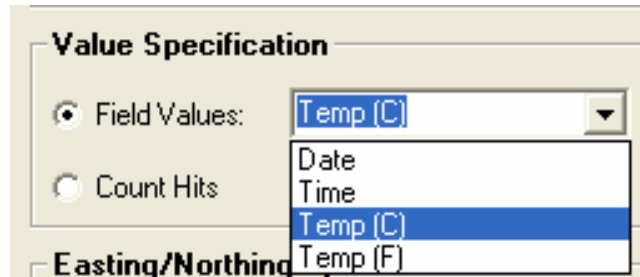 Value Specification
Field Values: Temp (C)
Date
Count Hits Time
Temp (C)
Temp (F)
Easting/Northing